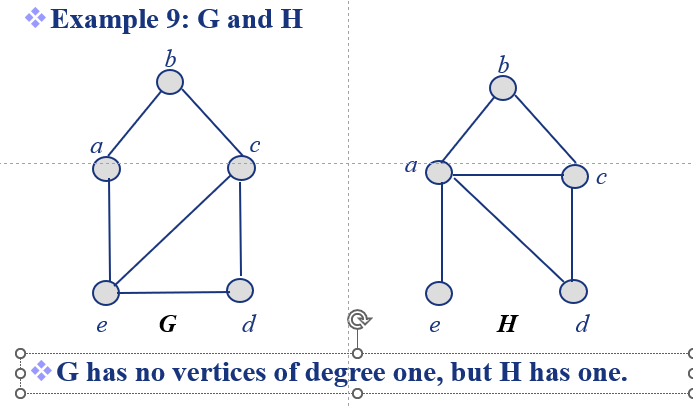 Example 9: G and H
b
b
a
c
a
c
e
G
d
e
H
d
G has no vertices of degree one, but H has one.